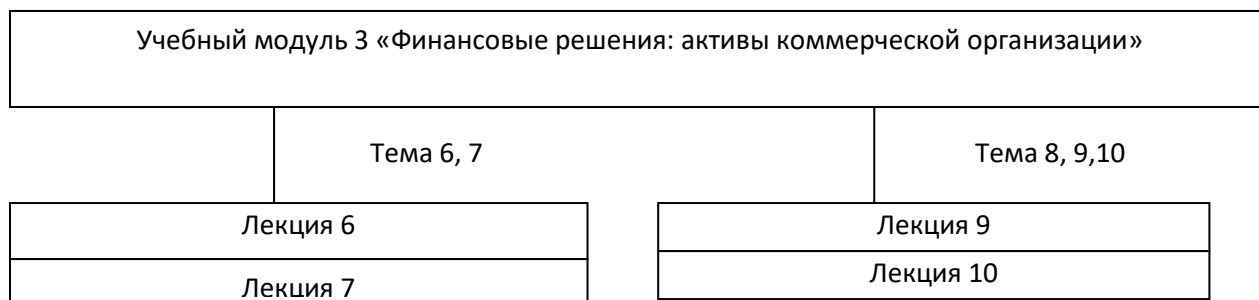 Учебный модуль 3 «Финансовые решения: активы коммерческой организации»
Тема 6, 7
Тема 8, 9,10
Лекция 6
Лекция 7
Лекция 9
Лекция 10